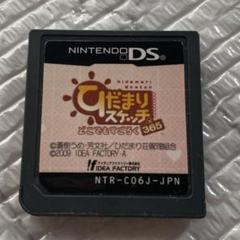 NINTENDO DS
hidamari sketch
ひだまり
スケッチ
どこでもすごろく 365
©蒼樹うめ・芳文社/ひだまり荘管理組合
©2009 IDEA FACTORY・A
IDEA FACTORY
NTR-C06J-JPN